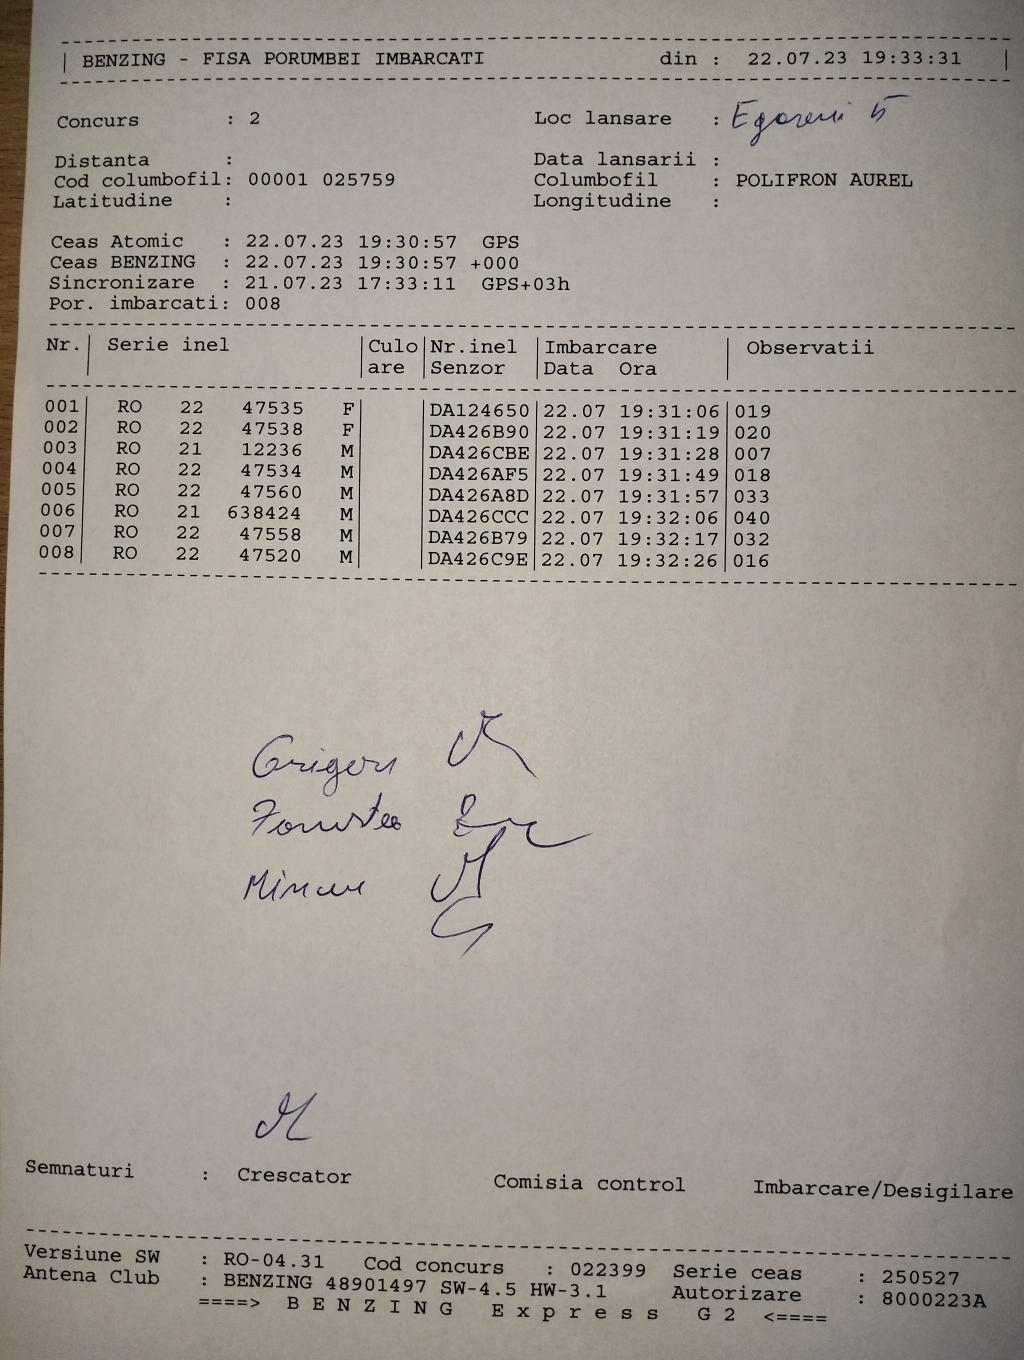 BENZING - FISA PORUMBEI IMBARCATI din : 22.07.23 19:33:31
Concurs : 2 Loc lansare :
Distanta : Data lansarii :
Cod columbofil: 00001 025759 Columbofil : POLIFRON AUREL
Latitudine : Longitudine :
Ceas Atomic : 22.07.23 19:30:57 GPS
Ceas BENZING : 22.07.23 19:30:57 +000
Sincronizare : 21.07.23 17:33:11 GPS+03h
Por. imbarcati: 008
Nr. Serie inel Culo Nr.inel Imbarcare Observatii
are Senzor Data Ora
001 RO 22 47535 F DA124650 22.07 19:31:06 019
002 RO 22 47538 F DA426B90 22.07 19:31:19 020
003 RO 21 12236 M DA426CBE 22.07 19:31:28 007
004 RO 22 47534 M DA426AF5 22.07 19:31:49 018
005 RO 22 47560 M DA426A8D 22.07 19:31:57 033
006 RO 21 638424 M DA426CCC 22.07 19:32:06 040
007 RO 22 47558 M DA426B79 22.07 19:32:17 032
008 RO 22 47520 M DA426C9E 22.07 19:32:26 016
Semnaturi : Crescator Comisia control Imbarcare/Desigilare
Versiune SW : RO-04.31 Cod concurs : 022399 Serie ceas : 250527
Antena Club : BENZING 48901497 SW-4.5 HW-3.1 Autorizare : 8000223A
====> B E N Z I N G E x p r e s s G 2 <====